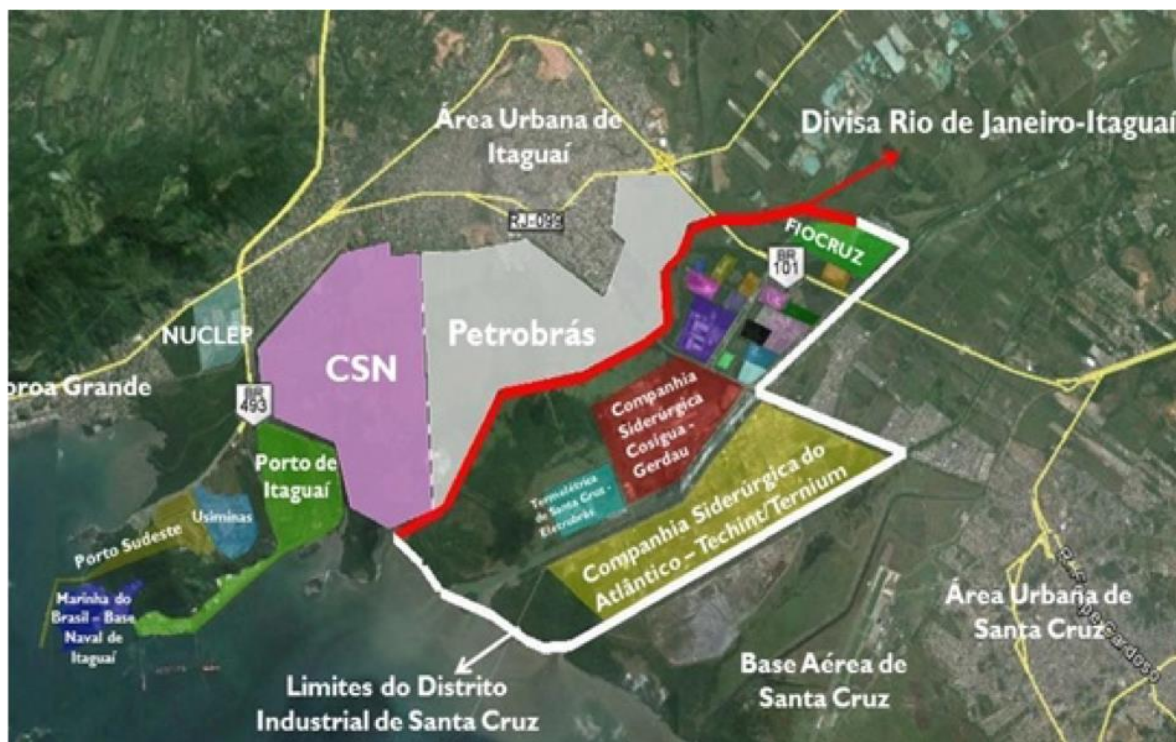 Área Urbana de
Itaguaí
Divisa Rio de Janeiro-Itaguaí
RJ-099
FIOCRUZ
BR
101
NUCLEP
Petrobrás
CSN
oroa Grande
BR
493
Companhia
Siderúrgica
Cosigua -
Gerdau
Porto de
Itaguaí
Termelétrica
de Santa Cruz -
Eletrobrás
Usiminas
Porto Sudeste
Companhia Siderúrgica do
Atlântico – Techint/Ternium
Marinha do
Brasil – Base
Naval de
Itaguaí
Área Urbana de
Santa Cruz
Cardoso
Base Aérea de
Santa Cruz
Limites do Distrito
Industrial de Santa Cruz